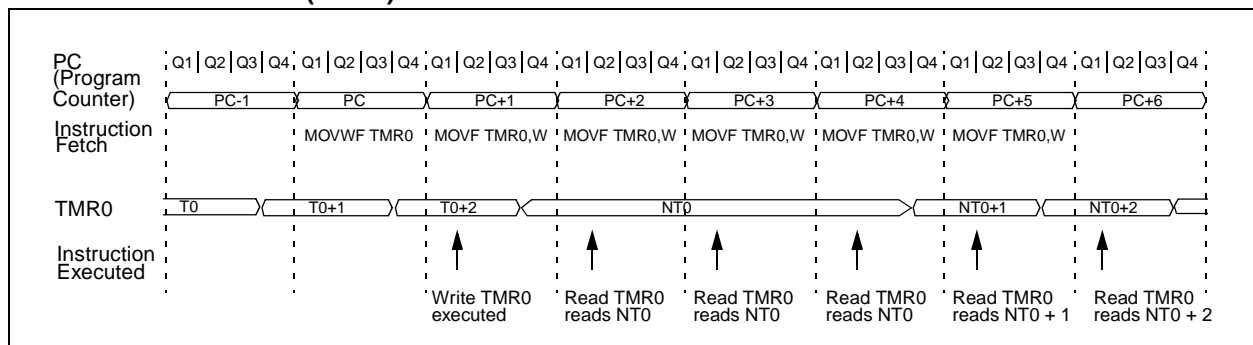 PC
(Program
Counter)
Q1 Q2 Q3 Q4 Q1 Q2 Q3 Q4 Q1 Q2 Q3 Q4 Q1 Q2 Q3 Q4 Q1 Q2 Q3 Q4 Q1 Q2 Q3 Q4 Q1 Q2 Q3 Q4 Q1 Q2 Q3 Q4
PC-1 PC PC+1 PC+2 PC+3 PC+4 PC+5 PC+6
Instruction
Fetch
MOVWF TMR0 MOVF TMR0,W MOVF TMR0,W MOVF TMR0,W MOVF TMR0,W MOVF TMR0,W
TMR0
T0 T0+1 T0+2 NT0 NT0+1 NT0+2
Instruction
Executed
Write TMR0
executed
Read TMR0
reads NT0
Read TMR0
reads NT0
Read TMR0
reads NT0
Read TMR0
reads NT0 + 1
Read TMR0
reads NT0 + 2